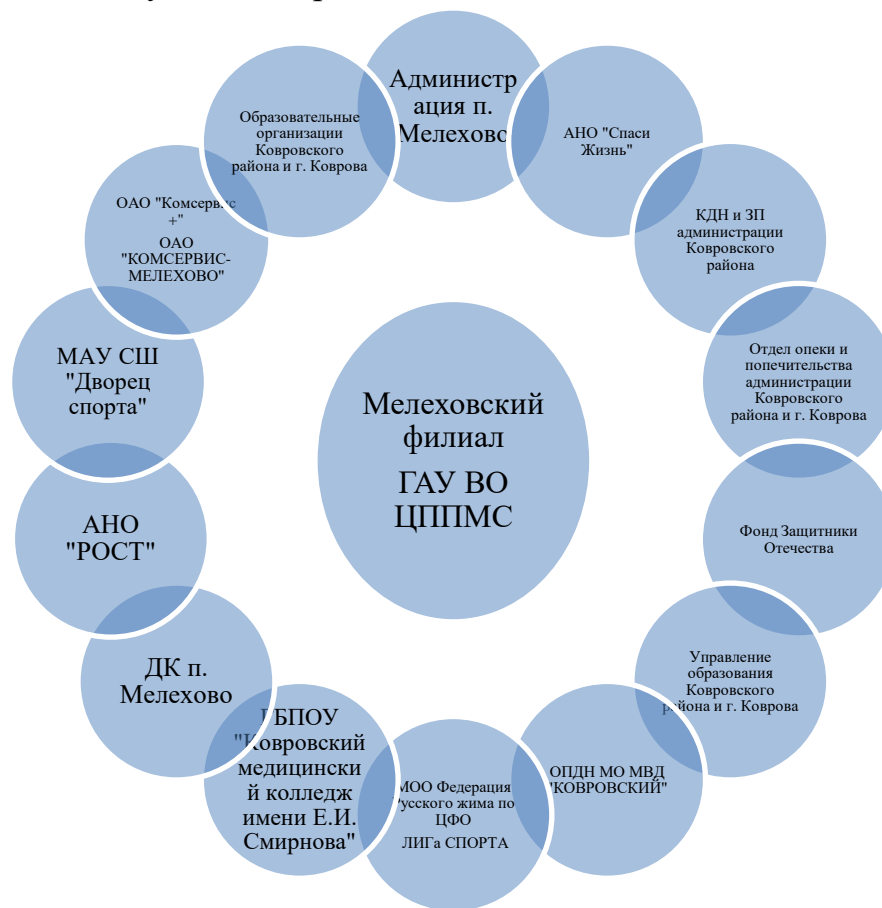 Администр
ация п.
Мелехово
АНО "Спаси
Жизнь"
КДН и ЗП
администрации
Ковровского
района
Отдел опеки и
попечительства
администрации
Ковровского
района и г. Коврова
Фонд Защитники
Отечества
Управление
образования
Ковровского
района и г. Коврова
ОПДН МО МВД
"КОВРОВСКИЙ"
МОО Федерация
Русского жима по
ЦФО
ЛИГа СПОРТА
ГБПОУ
"Ковровский
медицински
й колледж
имени Е.И.
Смирнова"
ДК п.
Мелехово
АНО
"РОСТ"
МАУ СШ
"Дворец
спорта"
ОАО "Комсервис
+"
ОАО
"КОМСЕРВИС-
МЕЛЕХОВО"
Образовательные
организации
Ковровского
района и г. Коврова
Мелеховский
филиал
ГАУ ВО
ЦППМС